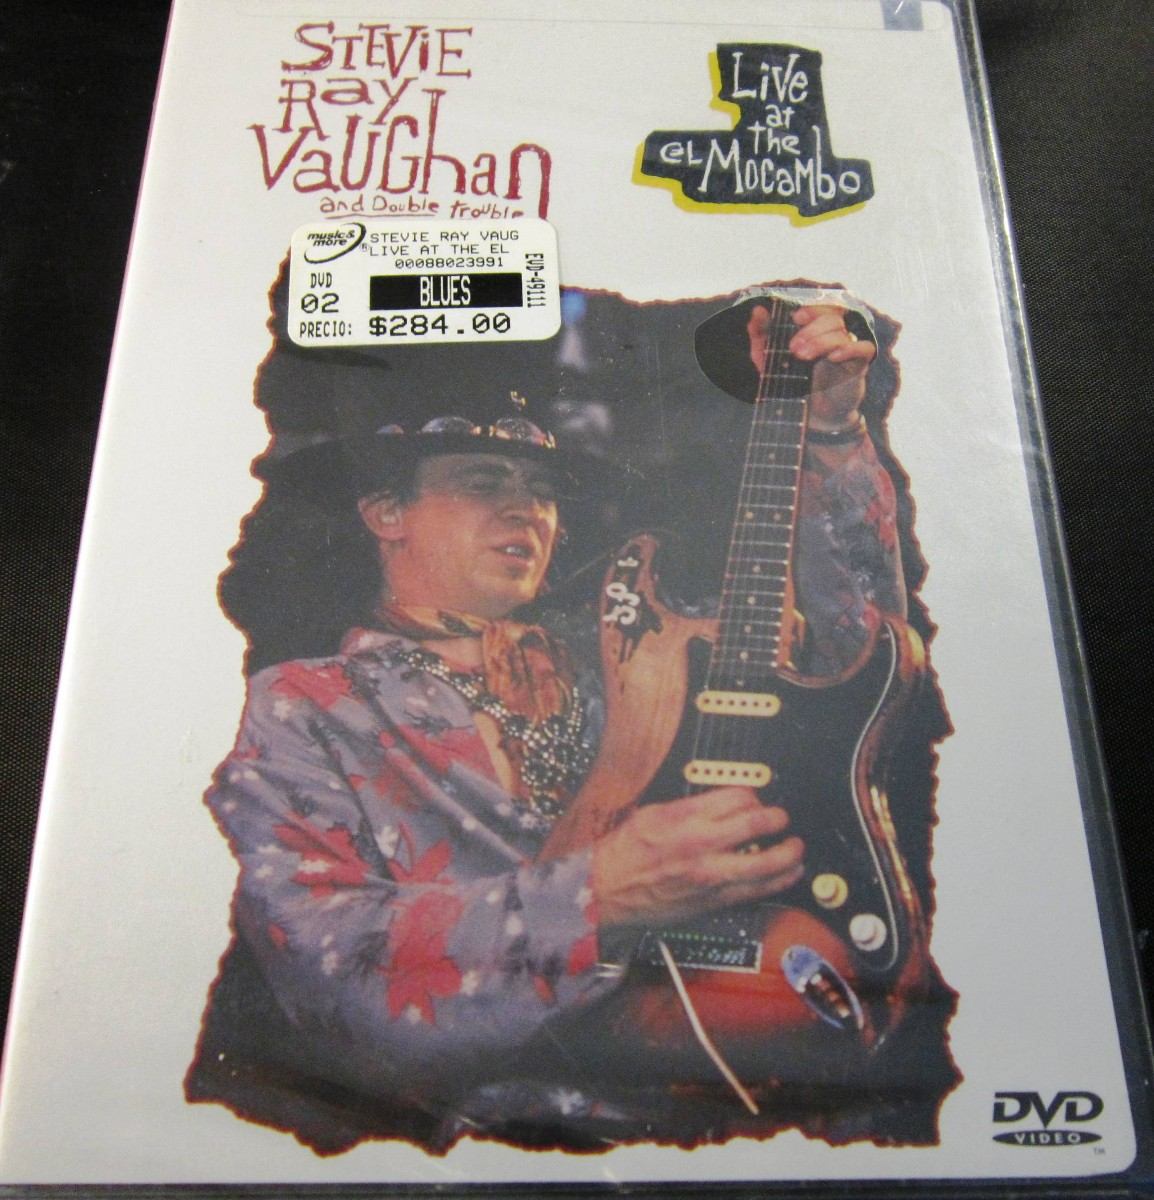 STEVIE
RAY
VAUGHAN
and Double Trouble
Live
at
the
eL Mocambo
music&
more®
STEVIE RAY VAUG
LIVE AT THE EL
00088023991
EVD-49111
DVD
02
BLUES
PRECIO: $284.00
DVD
VIDEO
TM